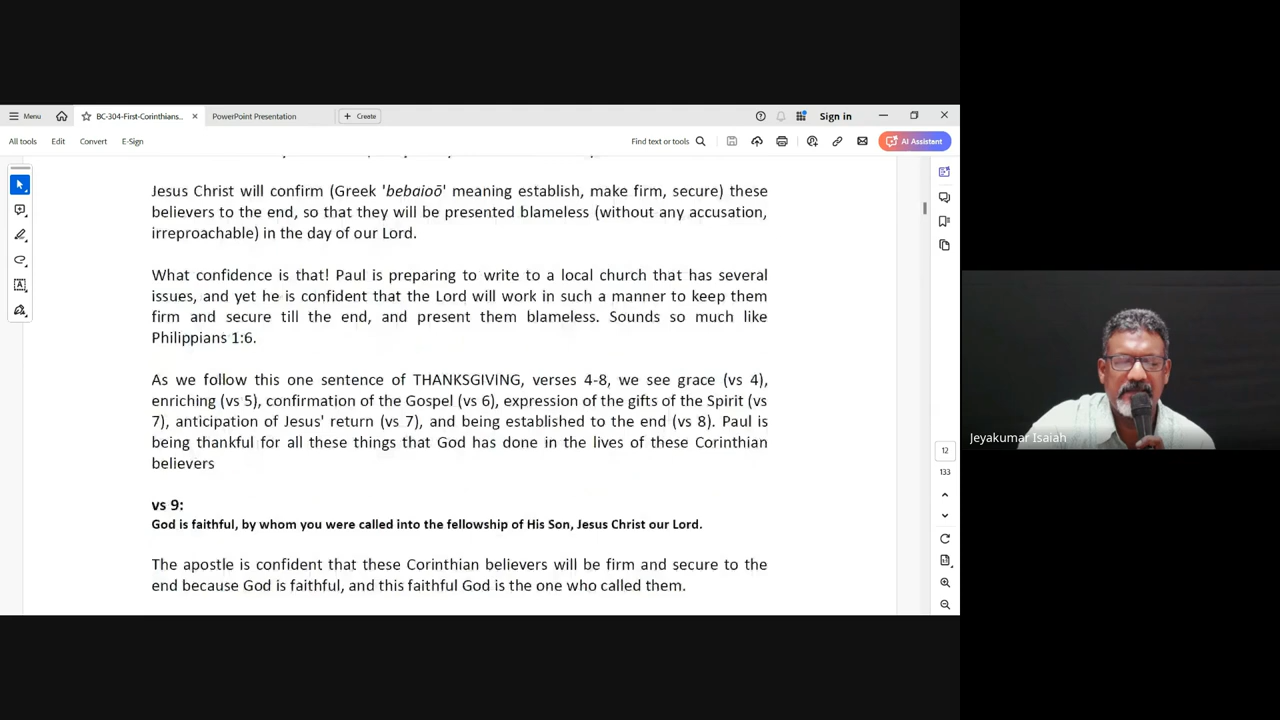 Menu
BC-304-First-Corinthians...
PowerPoint Presentation
Create
Sign in
All tools
Edit
Convert
E-Sign
Find text or tools
AI Assistant
Jesus Christ will confirm (Greek 'bebaioō' meaning establish, make firm, secure) these
believers to the end, so that they will be presented blameless (without any accusation,
irreproachable) in the day of our Lord.
What confidence is that! Paul is preparing to write to a local church that has several
issues, and yet he is confident that the Lord will work in such a manner to keep them
firm and secure till the end, and present them blameless. Sounds so much like
Philippians 1:6.
As we follow this one sentence of THANKSGIVING, verses 4-8, we see grace (vs 4),
enriching (vs 5), confirmation of the Gospel (vs 6), expression of the gifts of the Spirit (vs
7), anticipation of Jesus' return (vs 7), and being established to the end (vs 8). Paul is
being thankful for all these things that God has done in the lives of these Corinthian
believers
vs 9:
God is faithful, by whom you were called into the fellowship of His Son, Jesus Christ our Lord.
The apostle is confident that these Corinthian believers will be firm and secure to the
end because God is faithful, and this faithful God is the one who called them.
12
133
Jeyakumar Isaiah